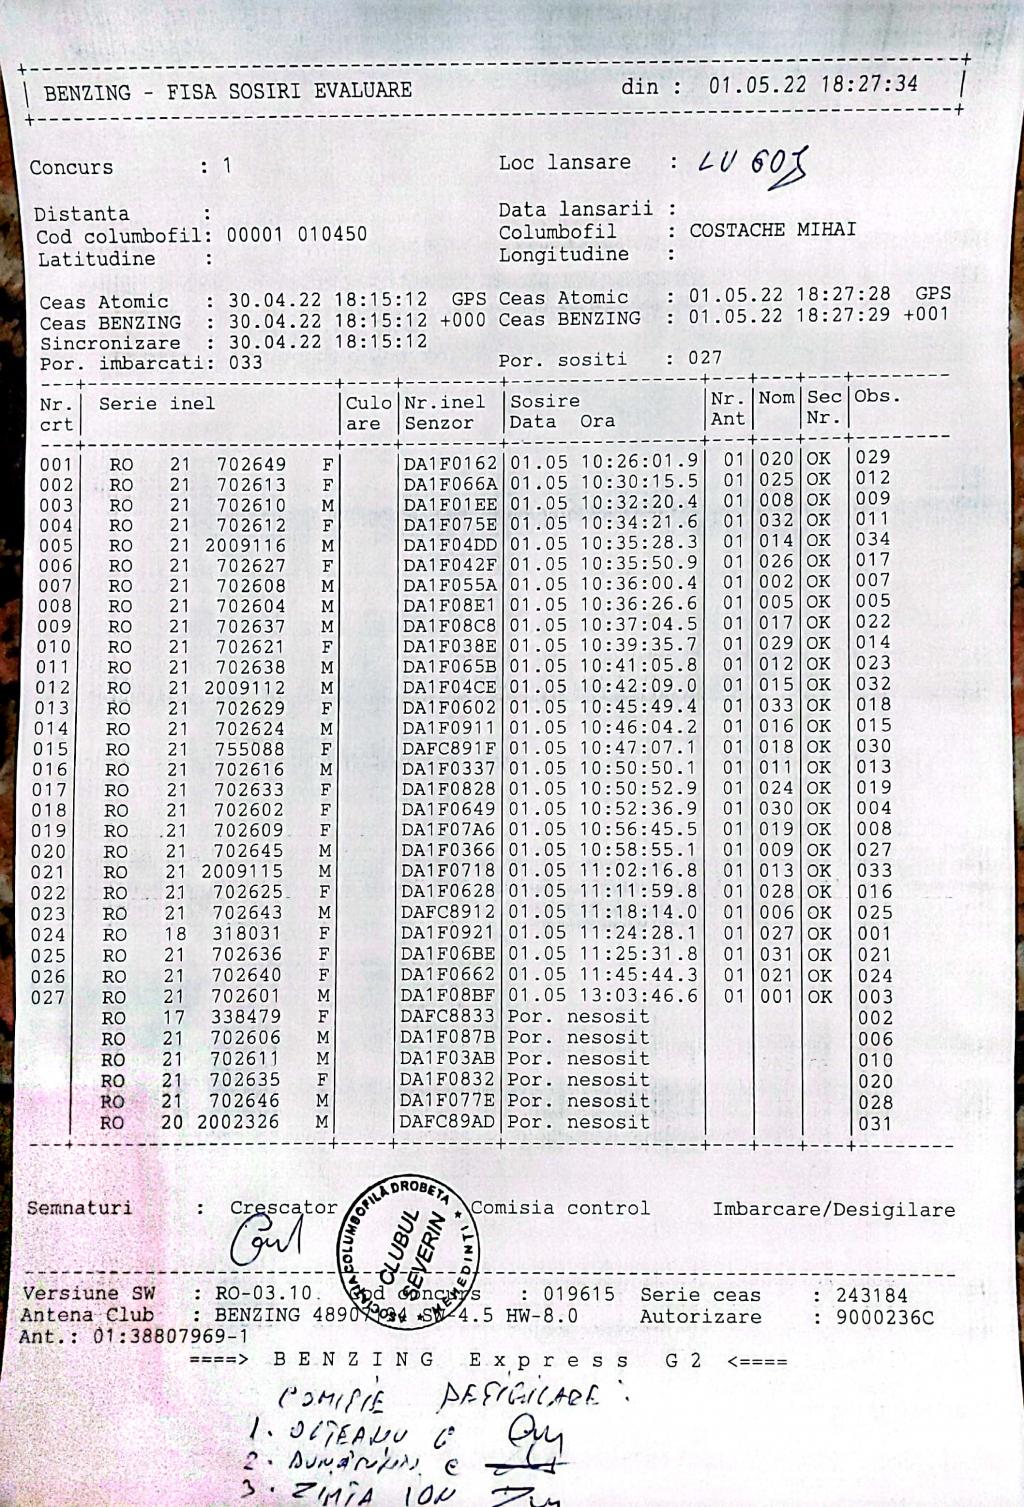 BENZING - FISA SOSIRI EVALUARE din : 01.05.22 18:27:34
Concurs : 1 Loc lansare : LUGOJ
Distanta : Data lansarii :
Cod columbofil: 00001 010450 Columbofil : COSTACHE MIHAI
Latitudine : Longitudine :
Ceas Atomic : 30.04.22 18:15:12 GPS Ceas Atomic : 01.05.22 18:27:28 GPS
Ceas BENZING : 30.04.22 18:15:12 +000 Ceas BENZING : 01.05.22 18:27:29 +001
Sincronizare : 30.04.22 18:15:12
Por. imbarcati: 033 Por. sositi : 027
Nr. Serie inel Culo Nr.inel Sosire Nr. Nom Sec Obs.
crt are Senzor Data Ora Ant Nr.
001 RO 21 702649 F DA1F0162 01.05 10:26:01.9 01 020 OK 029
002 RO 21 702613 F DA1F066A 01.05 10:30:15.5 01 025 OK 012
003 RO 21 702610 M DA1F01EE 01.05 10:32:20.4 01 008 OK 009
004 RO 21 702612 F DA1F075E 01.05 10:34:21.6 01 032 OK 011
005 RO 21 2009116 M DA1F04DD 01.05 10:35:28.3 01 014 OK 034
006 RO 21 702627 F DA1F042F 01.05 10:35:50.9 01 026 OK 017
007 RO 21 702608 M DA1F055A 01.05 10:36:00.4 01 002 OK 007
008 RO 21 702604 M DA1F08E1 01.05 10:36:26.6 01 005 OK 005
009 RO 21 702637 M DA1F08C8 01.05 10:37:04.5 01 017 OK 022
010 RO 21 702621 F DA1F038E 01.05 10:39:35.7 01 029 OK 014
011 RO 21 702638 M DA1F065B 01.05 10:41:05.8 01 012 OK 023
012 RO 21 2009112 M DA1F04CE 01.05 10:42:09.0 01 015 OK 032
013 RO 21 702629 F DA1F0602 01.05 10:45:49.4 01 033 OK 018
014 RO 21 702624 M DA1F0911 01.05 10:46:04.2 01 016 OK 015
015 RO 21 755088 F DAFC891F 01.05 10:47:07.1 01 018 OK 030
016 RO 21 702616 M DA1F0337 01.05 10:50:50.1 01 011 OK 013
017 RO 21 702633 F DA1F0828 01.05 10:50:52.9 01 024 OK 019
018 RO 21 702602 F DA1F0649 01.05 10:52:36.9 01 030 OK 004
019 RO 21 702609 F DA1F07A6 01.05 10:56:45.5 01 019 OK 008
020 RO 21 702645 M DA1F0366 01.05 10:58:55.1 01 009 OK 027
021 RO 21 2009115 M DA1F0718 01.05 11:02:16.8 01 013 OK 033
022 RO 21 702625 F DA1F0628 01.05 11:11:59.8 01 028 OK 016
023 RO 21 702643 M DAFC8912 01.05 11:18:14.0 01 006 OK 025
024 RO 18 318031 F DA1F0921 01.05 11:24:28.1 01 027 OK 001
025 RO 21 702636 F DA1F06BE 01.05 11:25:31.8 01 031 OK 021
026 RO 21 702640 F DA1F0662 01.05 11:45:44.3 01 021 OK 024
027 RO 21 702601 M DA1F08BF 01.05 13:03:46.6 01 001 OK 003
RO 17 338479 F DAFC8833 Por. nesosit 002
RO 21 702606 M DA1F087B Por. nesosit 006
RO 21 702611 M DA1F03AB Por. nesosit 010
RO 21 702635 F DA1F0832 Por. nesosit 020
RO 21 702646 M DA1F077E Por. nesosit 028
RO 20 2002326 M DAFC89AD Por. nesosit 031
Semnaturi : Crescator Comisia control Imbarcare/Desigilare
CLUBUL
SEVERIN
COLUMBOFILĂ DROBETA
Versiune SW : RO-03.10. Cod concurs : 019615 Serie ceas : 243184
Antena Club : BENZING SW-4.5 HW-8.0 Autorizare : 9000236C
Ant.: 01:38807969-1
====> BENZING Express G2 <====
COMISIE DESIGILARE :
1. OLTEANU G
2.
3. ZIMTA ION